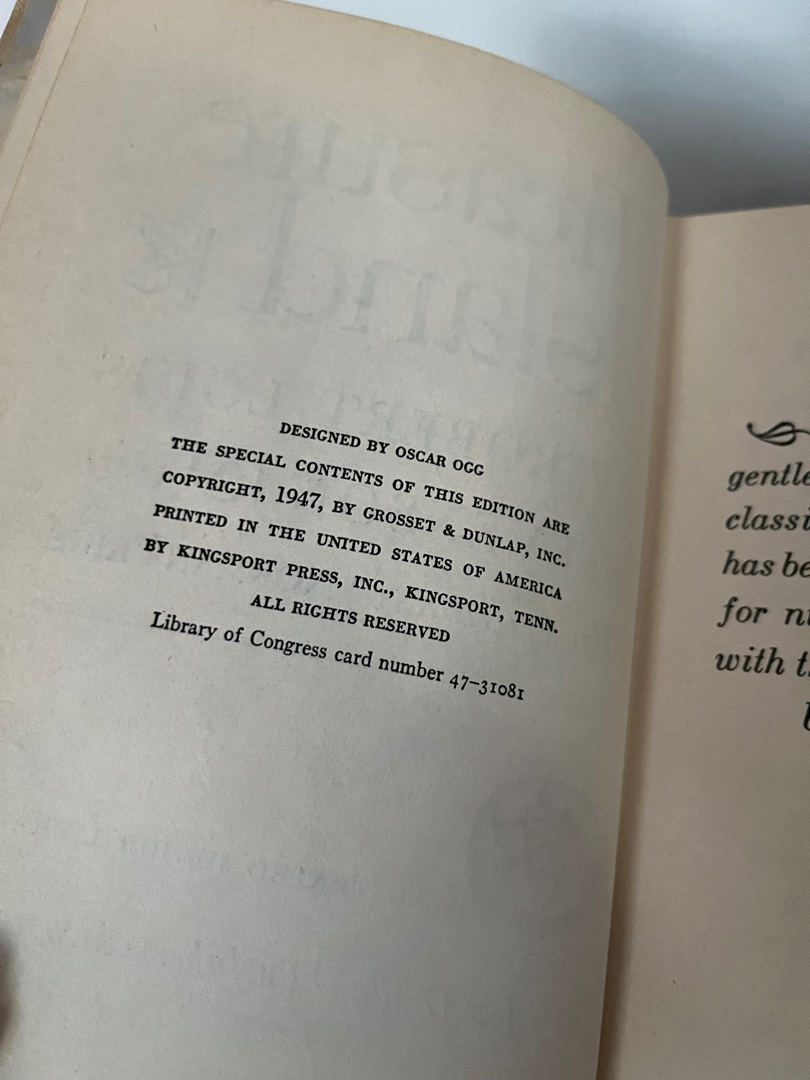 DESIGNED BY OSCAR OGG
THE SPECIAL CONTENTS OF THIS EDITION ARE
COPYRIGHT, 1947, BY GROSSET & DUNLAP, INC.
PRINTED IN THE UNITED STATES OF AMERICA
BY KINGSPORT PRESS, INC., KINGSPORT, TENN.
ALL RIGHTS RESERVED
Library of Congress card number 47–31081
has be
for
with